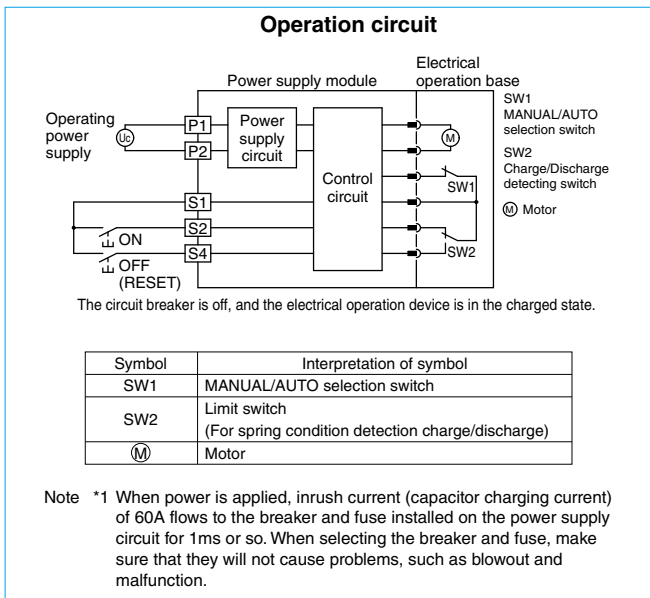 Operation circuit
Electrical
operation base
Power supply module
SW1
MANUAL/AUTO
selection switch
SW2
Charge/Discharge
detecting switch
Ⓜ Motor
Operating
power
supply
Uc
P1
P2
Power
supply
circuit
Control
circuit
M
SW1
S1
S2
S4
ON
OFF
(RESET)
SW2
The circuit breaker is off, and the electrical operation device is in the charged state.
Symbol Interpretation of symbol
SW1 MANUAL/AUTO selection switch
SW2 Limit switch
(For spring condition detection charge/discharge)
Ⓜ Motor
Note *1 When power is applied, inrush current (capacitor charging current)
of 60A flows to the breaker and fuse installed on the power supply
circuit for 1ms or so. When selecting the breaker and fuse, make
sure that they will not cause problems, such as blowout and
malfunction.